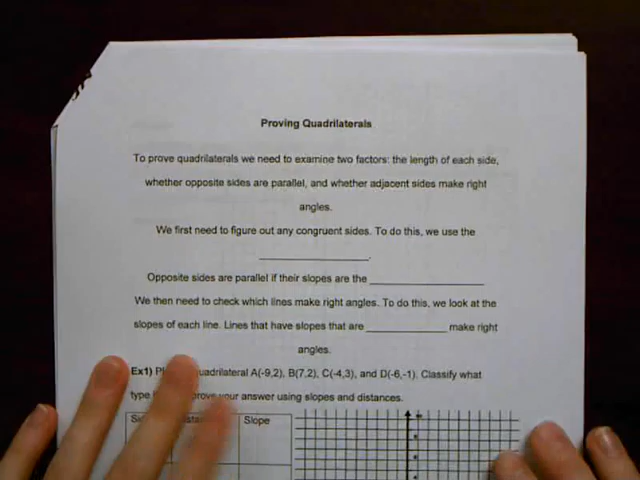 Proving Quadrilaterals
To prove quadrilaterals we need to examine two factors: the length of each side,
whether opposite sides are parallel, and whether adjacent sides make right
angles.
We first need to figure out any congruent sides. To do this, we use the
____________________.
Opposite sides are parallel if their slopes are the ____________________
We then need to check which lines make right angles. To do this, we look at the
slopes of each line. Lines that have slopes that are _______________ make right
angles.
Ex1) A(-9,2), B(7,2), C(-4,3), and D(-6,-1). Classify what
type your answer using slopes and distances.
Slope